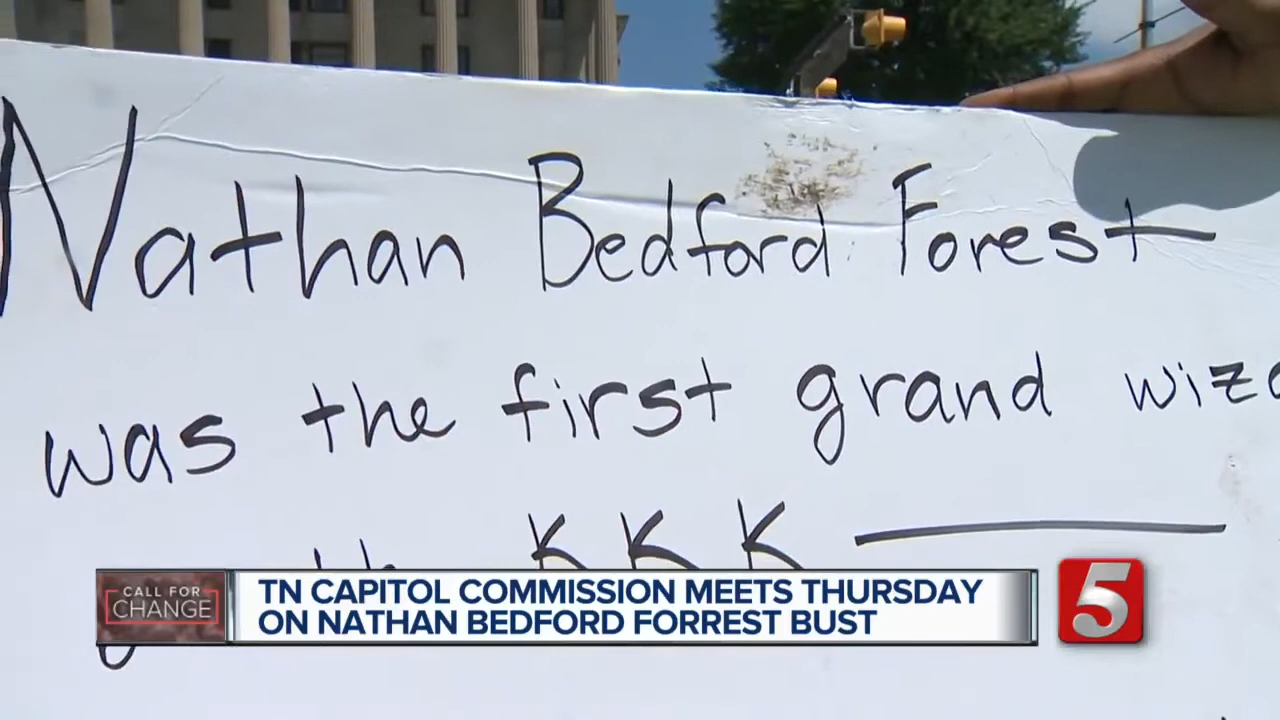 Nathan Bedford Forest
was the first grand
KKK
CALL FOR
CHANGE
TN CAPITOL COMMISSION MEETS THURSDAY
ON NATHAN BEDFORD FORREST BUST
5